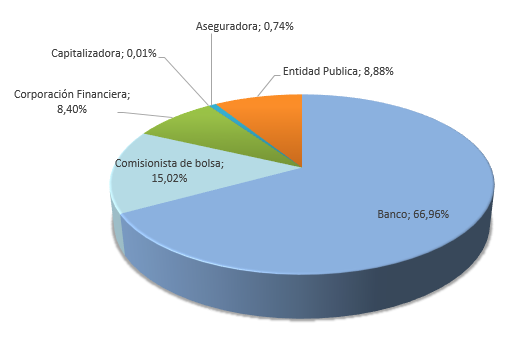 Aseguradora; 0,74%
Capitalizadora; 0,01%
Entidad Publica; 8,88%
Corporación Financiera;
8,40%
Comisionista de bolsa;
15,02%
Banco; 66,96%